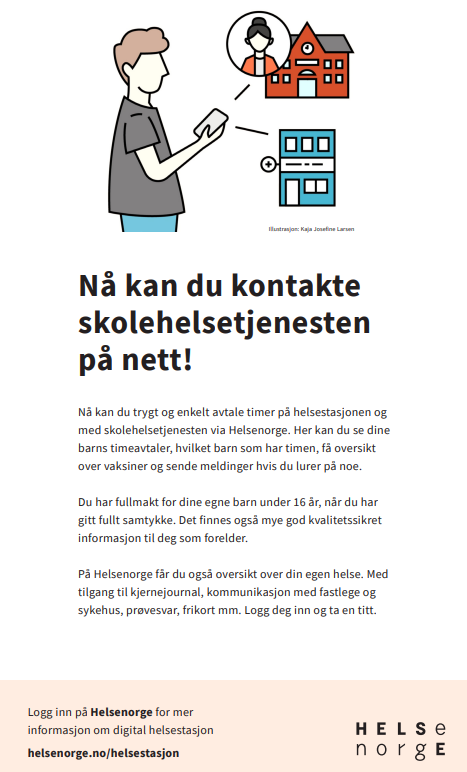 Illustrasjon: Kaja Josefine Larsen
Nå kan du kontakte
skolehelsetjenesten
på nett!
Nå kan du trygt og enkelt avtale timer på helsestasjonen og
med skolehelsetjenesten via Helsenorge. Her kan du se dine
barns timeavtaler, hvilket barn som har timen, få oversikt
over vaksiner og sende meldinger hvis du lurer på noe.
Du har fullmakt for dine egne barn under 16 år, når du har
gitt fullt samtykke. Det finnes også mye god kvalitetssikret
informasjon til deg som forelder.
På Helsenorge får du også oversikt over din egen helse. Med
tilgang til kjernejournal, kommunikasjon med fastlege og
sykehus, prøvesvar, frikort mm. Logg deg inn og ta en titt.
Logg inn på Helsenorge for mer
informasjon om digital helsestasjon
helsenorge.no/helsestasjon
HELSe
norgE